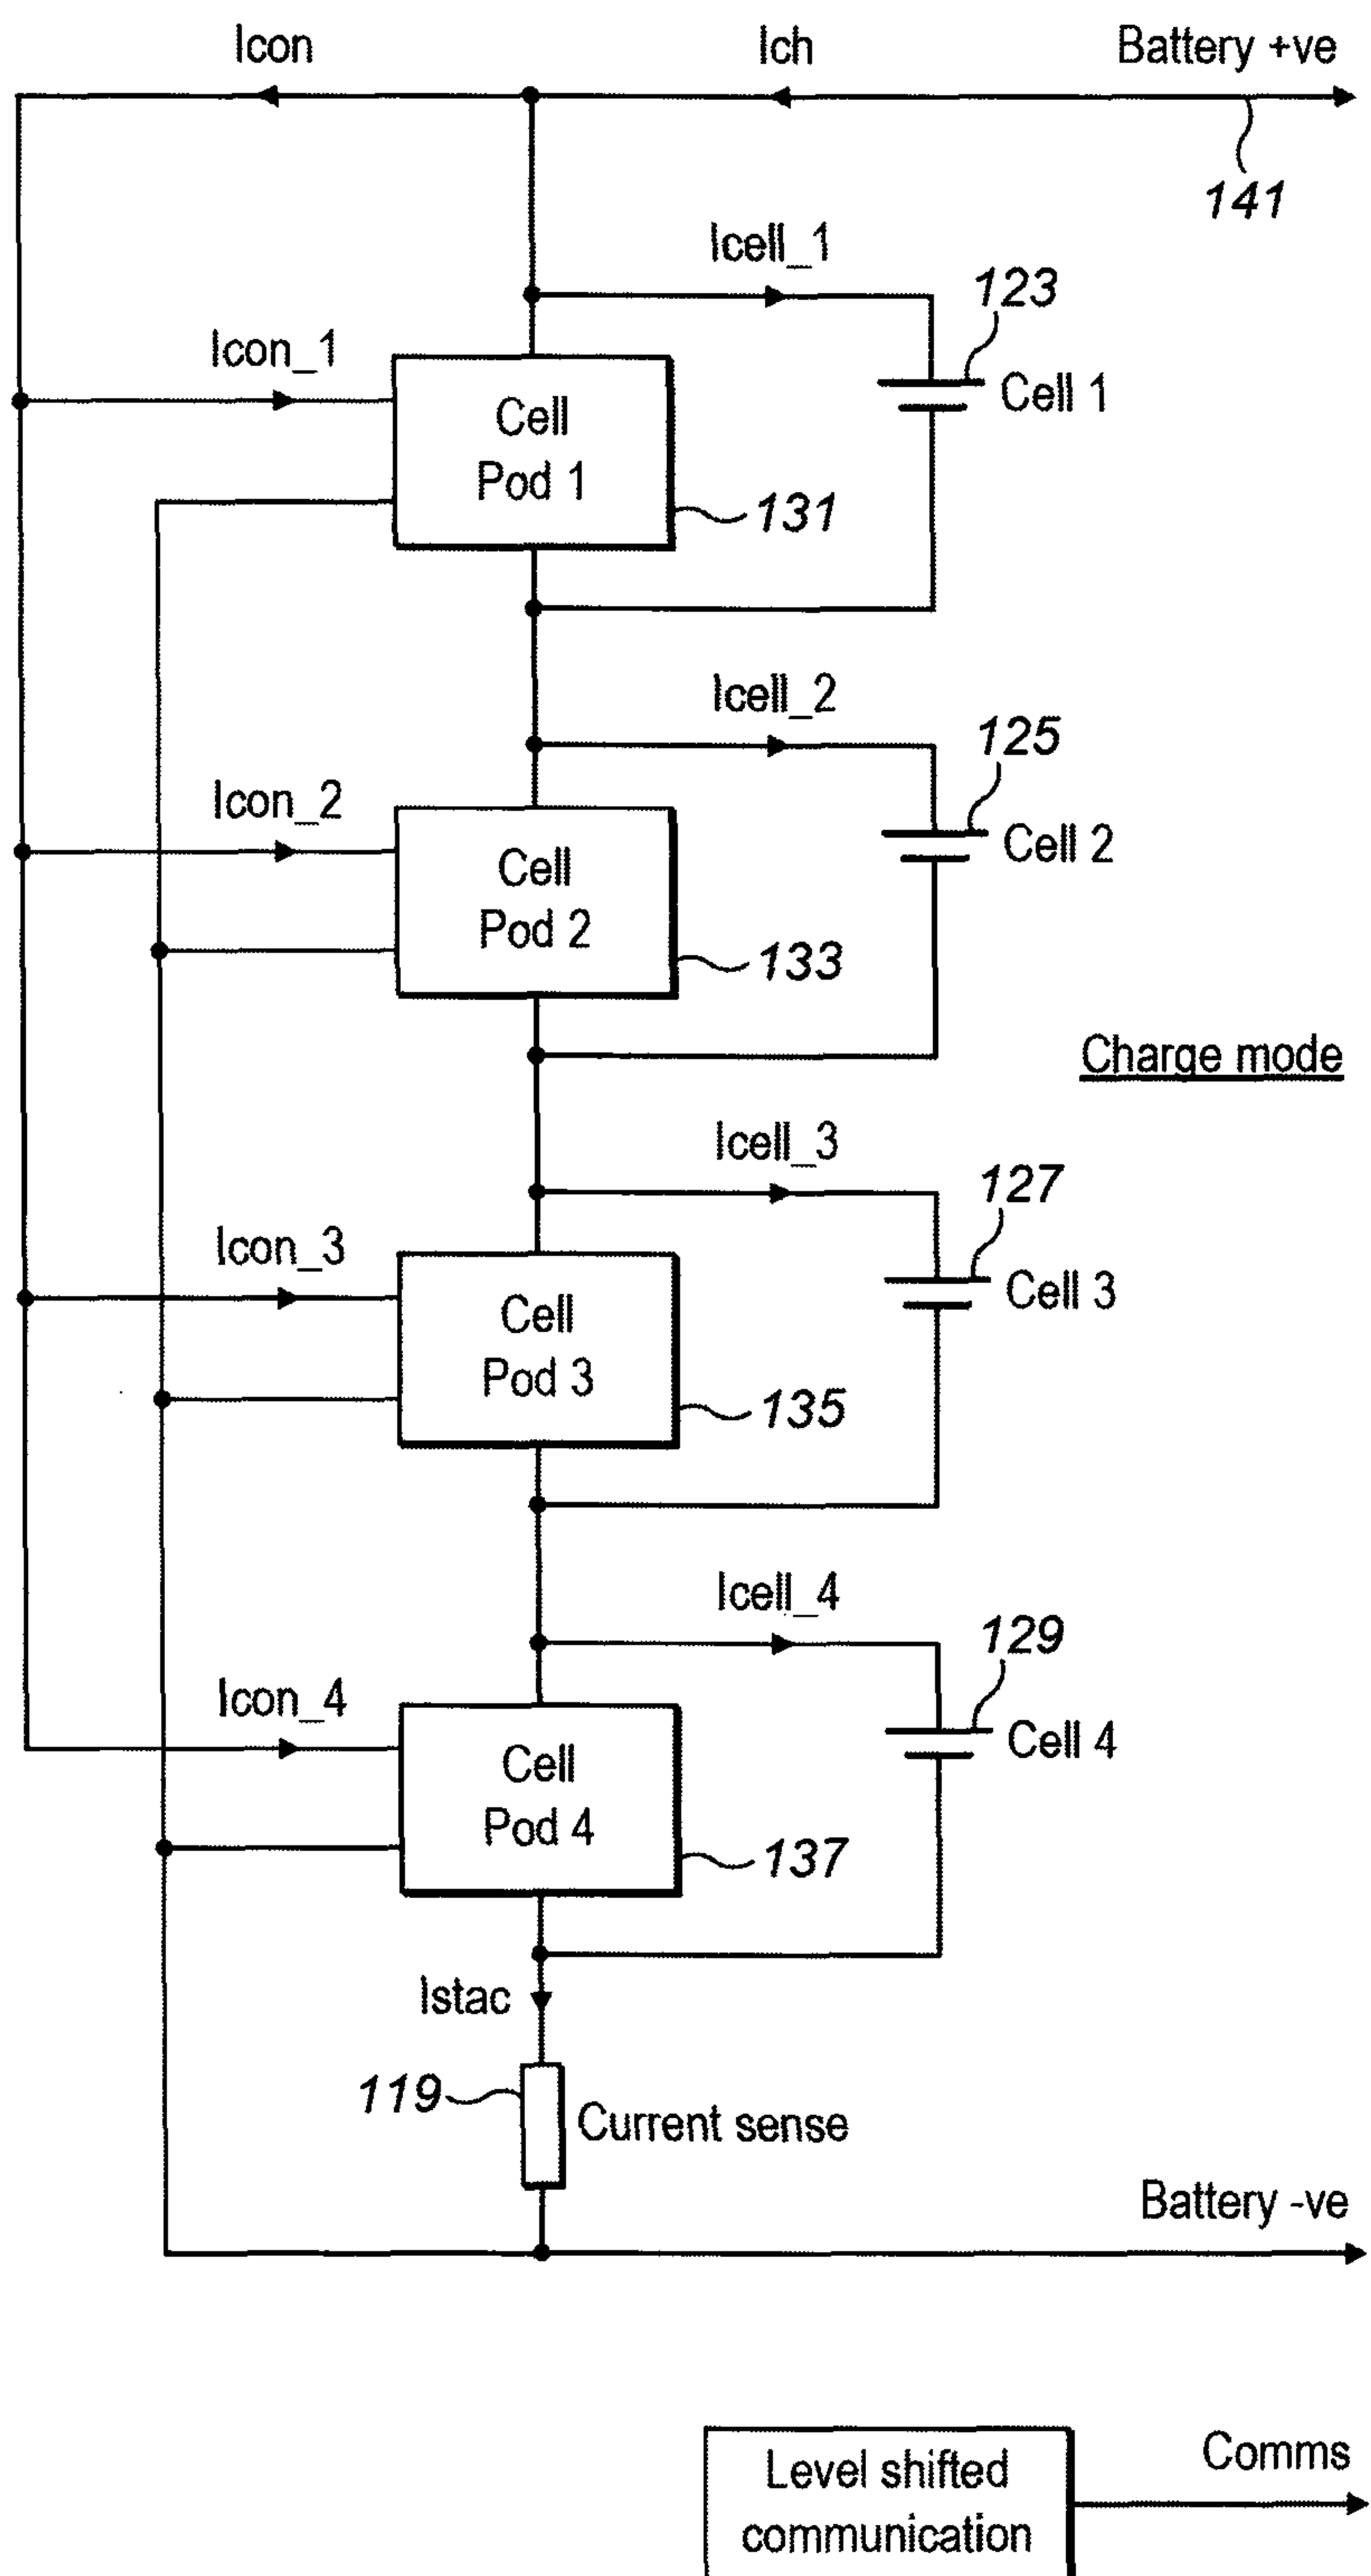 Icon
Ich
Battery +ve
141
Icell_1
123
Icon_1
Cell 1
Cell
Pod 1
131
Icell_2
125
Icon_2
Cell 2
Cell
Pod 2
133
Charge mode
Icell_3
127
Icon_3
Cell 3
Cell
Pod 3
135
Icell_4
129
Icon_4
Cell 4
Cell
Pod 4
137
Istac
119
Current sense
Battery -ve
Level shifted
communication
Comms